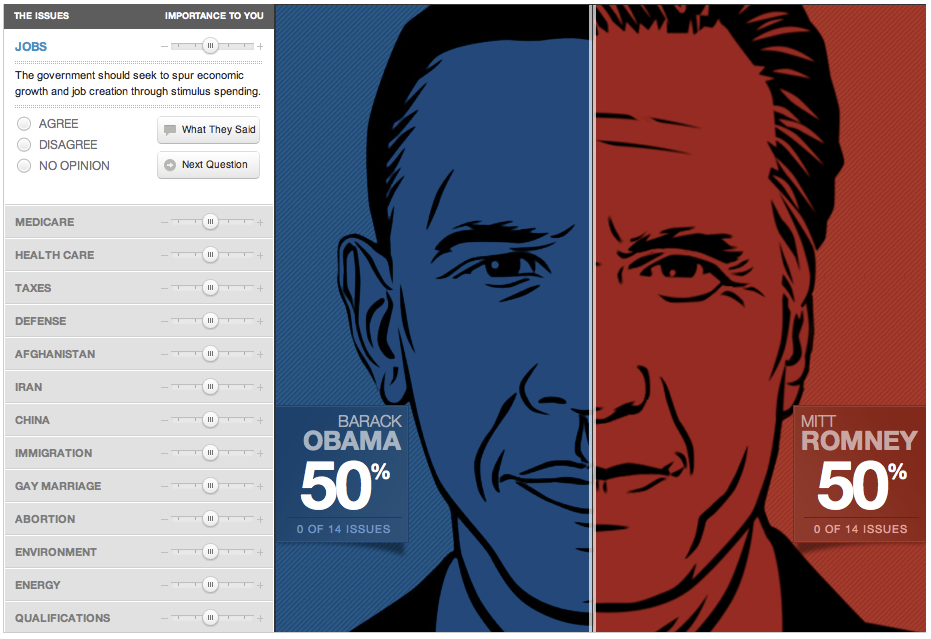 THE ISSUES IMPORTANCE TO YOU
JOBS
The government should seek to spur economic
growth and job creation through stimulus spending.
AGREE
DISAGREE
NO OPINION
What They Said
Next Question
MEDICARE
HEALTH CARE
TAXES
DEFENSE
AFGHANISTAN
IRAN
CHINA
IMMIGRATION
GAY MARRIAGE
ABORTION
ENVIRONMENT
ENERGY
QUALIFICATIONS
BARACK
OBAMA
50%
0 OF 14 ISSUES
MITT
ROMNEY
50%
0 OF 14 ISSUES